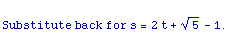 Substitute back for s = 2 t + √5 − 1.